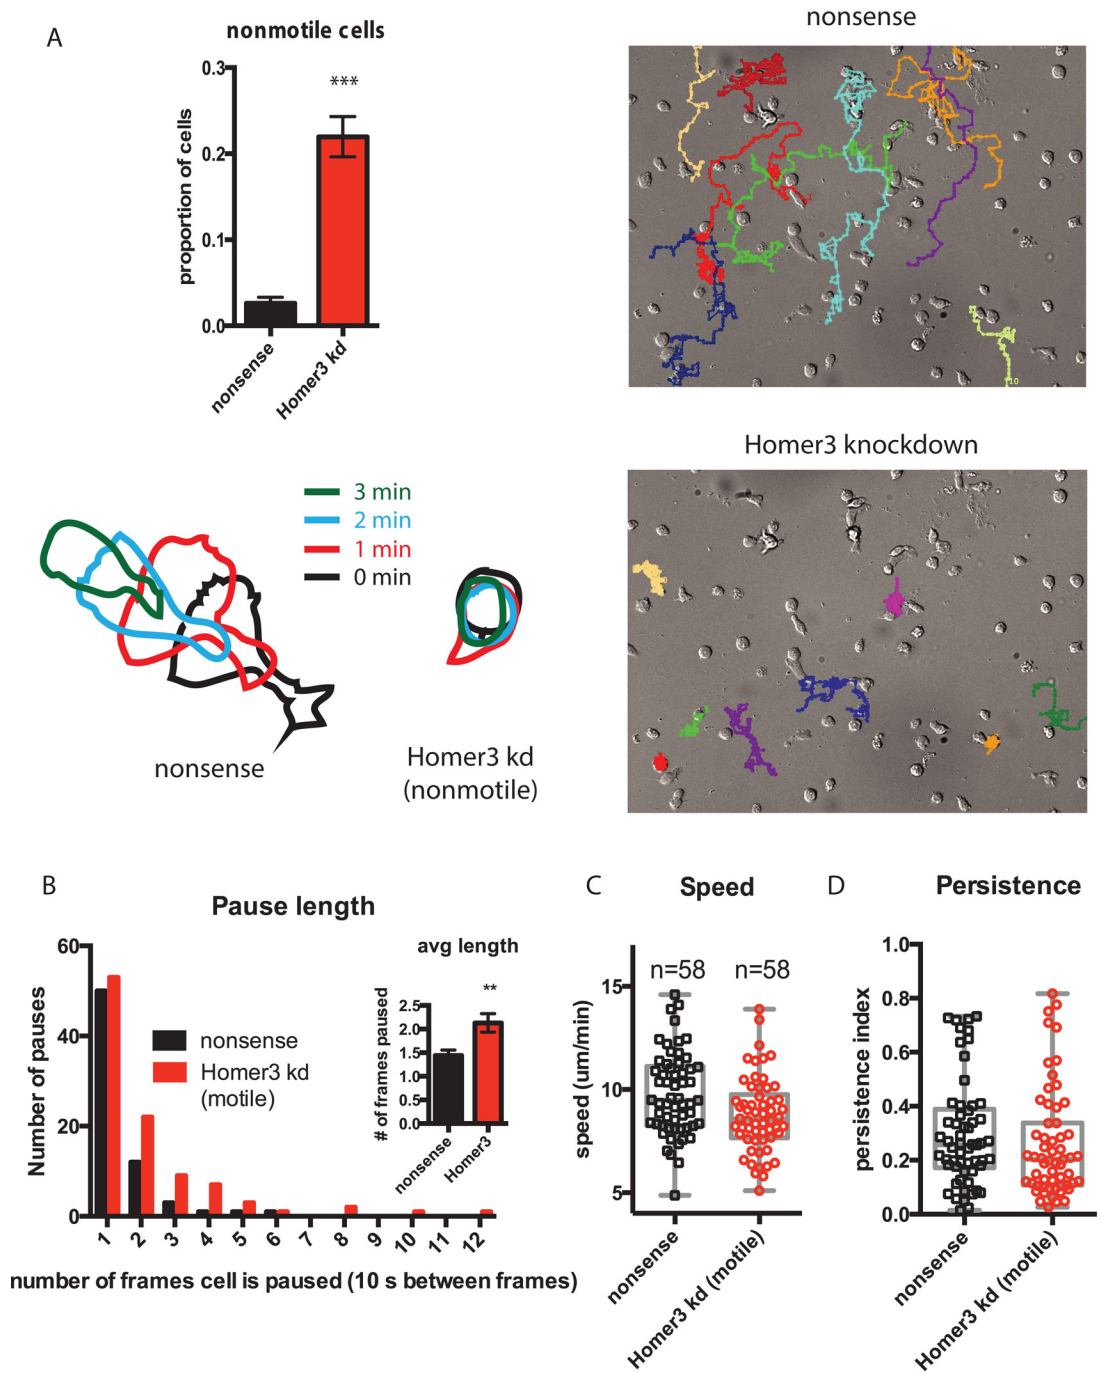 A
nonmotile cells
***
0.3
0.2
0.1
0.0
proportion of cells
nonsense
Homer3 kd
nonsense
10
Homer3 knockdown
3 min
2 min
1 min
0 min
nonsense
Homer3 kd
(nonmotile)
B
Pause length
60
40
20
0
Number of pauses
nonsense
Homer3 kd
(motile)
avg length
**
2.5
2.0
1.5
1.0
0.5
0.0
# of frames paused
nonsense
Homer3
1 2 3 4 5 6 7 8 9 10 11 12
number of frames cell is paused (10 s between frames)
C
Speed
n=58 n=58
15
10
5
speed (um/min)
nonsense
Homer3 kd (motile)
D
Persistence
1.0
0.8
0.6
0.4
0.2
0.0
persistence index
nonsense
Homer3 kd (motile)